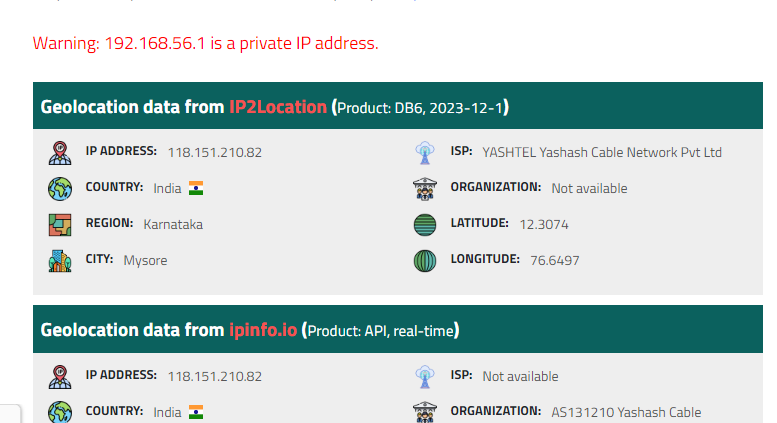 Warning: 192.168.56.1 is a private IP address.
Geolocation data from IP2Location (Product: DB6, 2023-12-1)
IP ADDRESS: 118.151.210.82
ISP: YASHTEL Yashash Cable Network Pvt Ltd
COUNTRY: India
ORGANIZATION: Not available
REGION: Karnataka
LATITUDE: 12.3074
CITY: Mysore
LONGITUDE: 76.6497
Geolocation data from ipinfo.io (Product: API, real-time)
IP ADDRESS: 118.151.210.82
ISP: Not available
COUNTRY: India
ORGANIZATION: AS131210 Yashash Cable